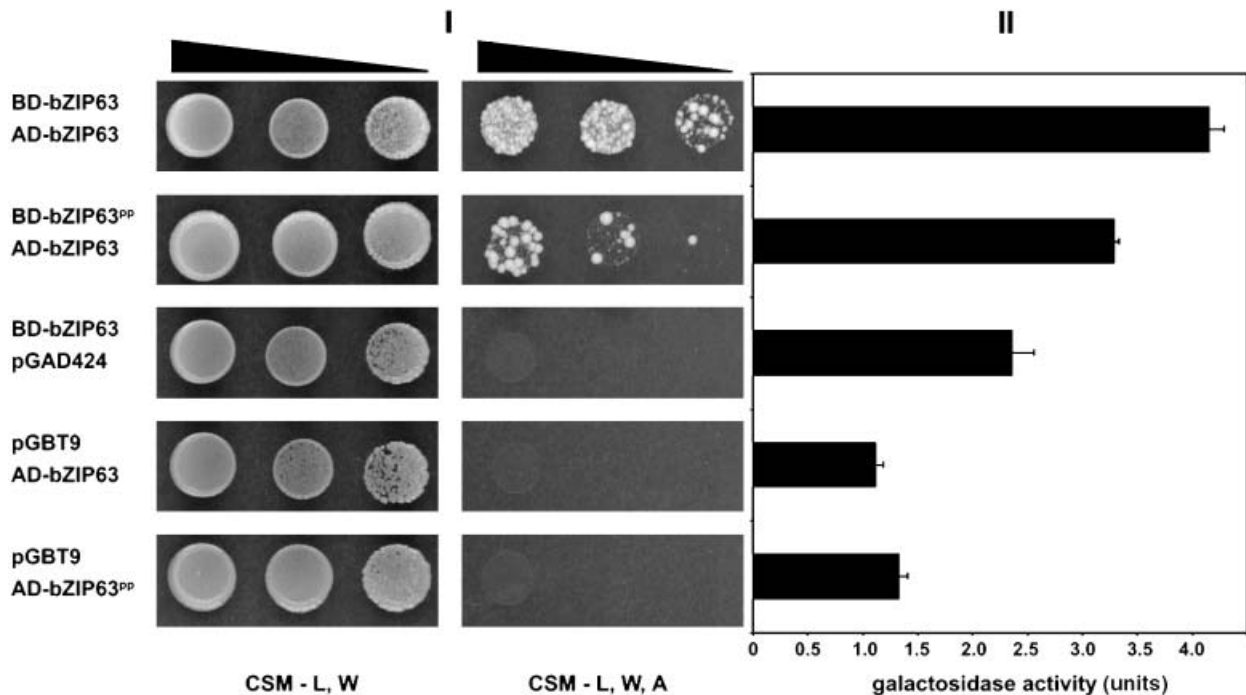 I
II
BD-bZIP63
AD-bZIP63
BD-bZIP63ᵖᵖ
AD-bZIP63
BD-bZIP63
pGAD424
pGBT9
AD-bZIP63
pGBT9
AD-bZIP63ᵖᵖ
0 0.5 1.0 1.5 2.0 2.5 3.0 3.5 4.0
CSM - L, W
CSM - L, W, A
galactosidase activity (units)